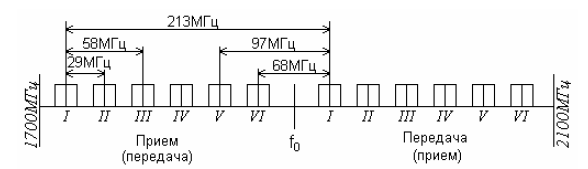 213МГц
58МГц 97МГц
29МГц 68МГц
1700МГц I II III IV V VI f₀ I II III IV V VI 2100МГц
Прием Передача
(передача) (прием)